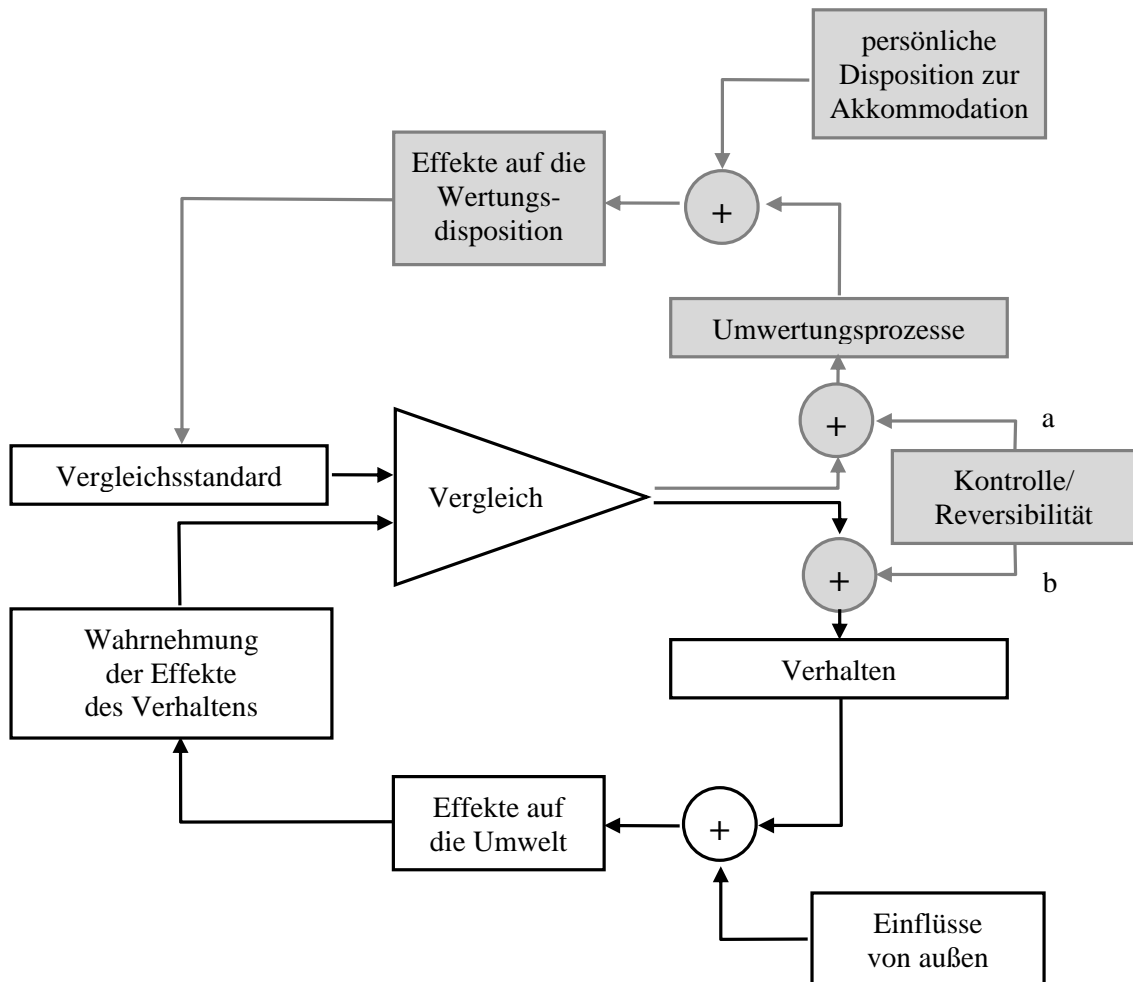 persönliche
Disposition zur
Akkommodation
Effekte auf die
Wertungs-
disposition
+
Umwertungsprozesse
+
a
Vergleichsstandard
Vergleich
Kontrolle/
Reversibilität
+
b
Wahrnehmung
der Effekte
des Verhaltens
Verhalten
Effekte auf
die Umwelt
+
Einflüsse
von außen